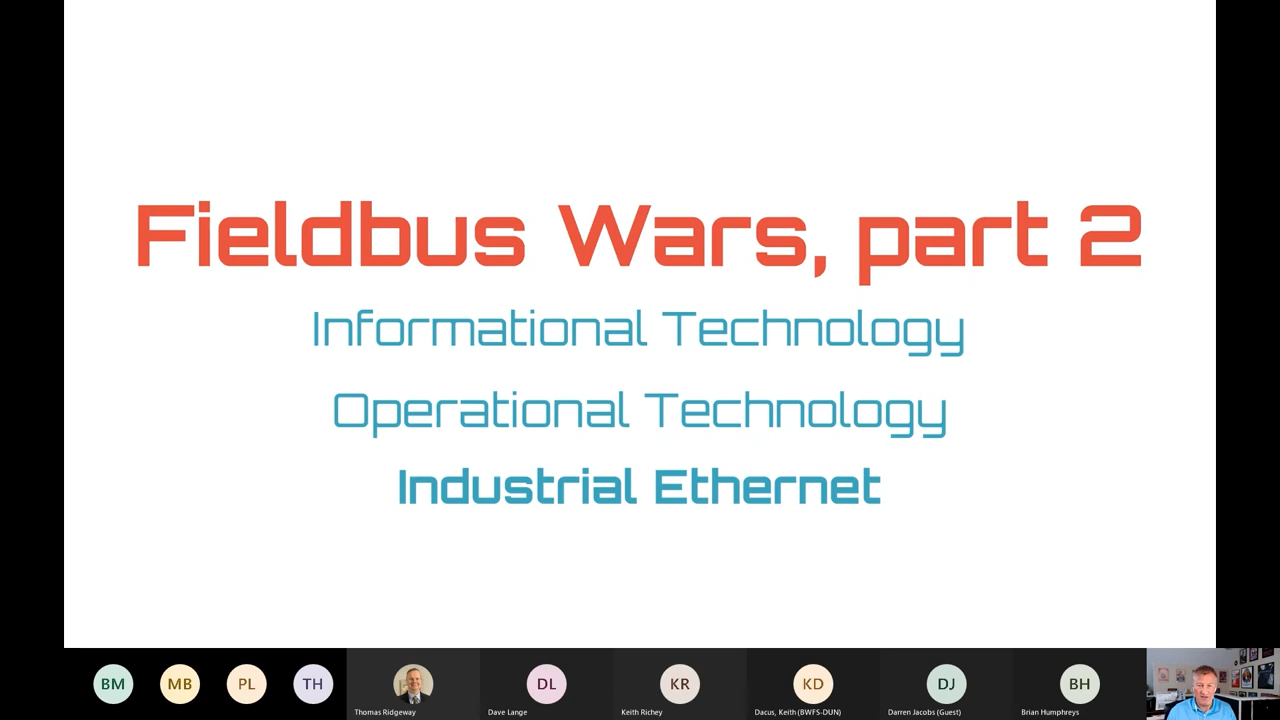 Fieldbus Wars, part 2
Informational Technology
Operational Technology
Industrial Ethernet
BM
MB
PL
TH
Thomas Ridgeway
DL
Dave Lange
KR
Keith Richey
KD
Dacus, Keith (BWFS-DUN)
DJ
Darren Jacobs (Guest)
BH
Brian Humphreys